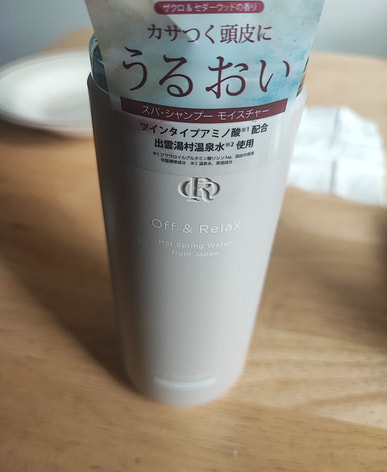 ザクロ&セダーウッドの香り
カサつく頭皮に
うるおい
スパ・シャンプー モイスチャー
ツインタイプアミノ酸※1配合
出雲湯村温泉水※2使用
OR
Off & Relax
Hot Spring Water
from Japan